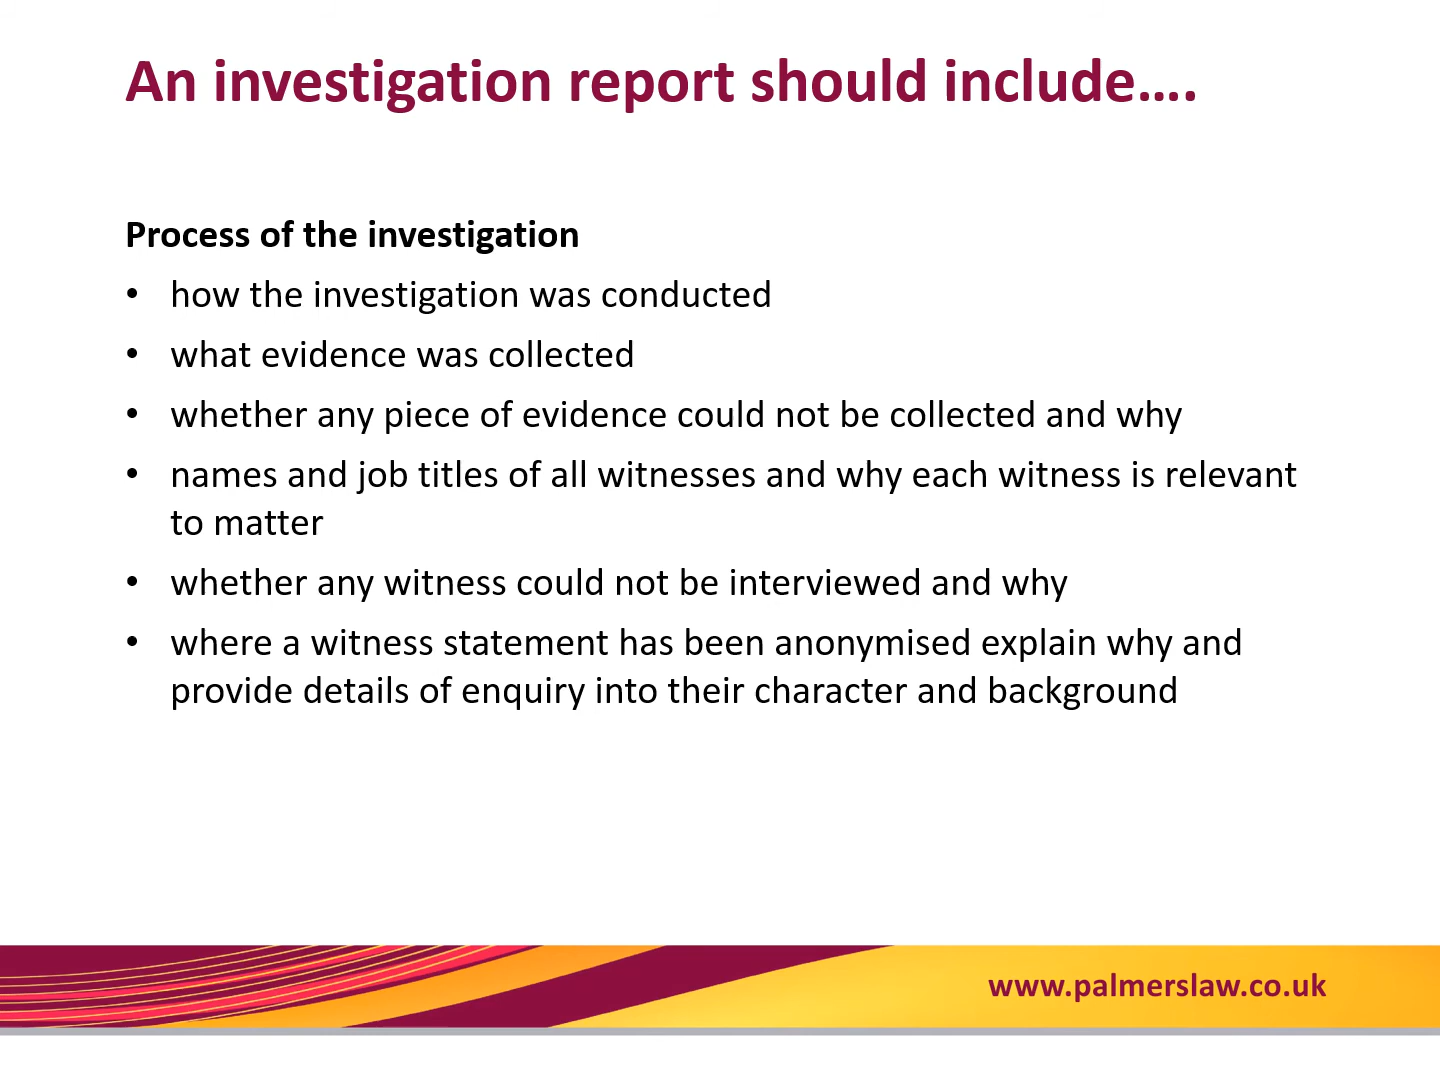 An investigation report should include….
Process of the investigation
• how the investigation was conducted
• what evidence was collected
• whether any piece of evidence could not be collected and why
• names and job titles of all witnesses and why each witness is relevant
to matter
• whether any witness could not be interviewed and why
• where a witness statement has been anonymised explain why and
provide details of enquiry into their character and background
www.palmerslaw.co.uk